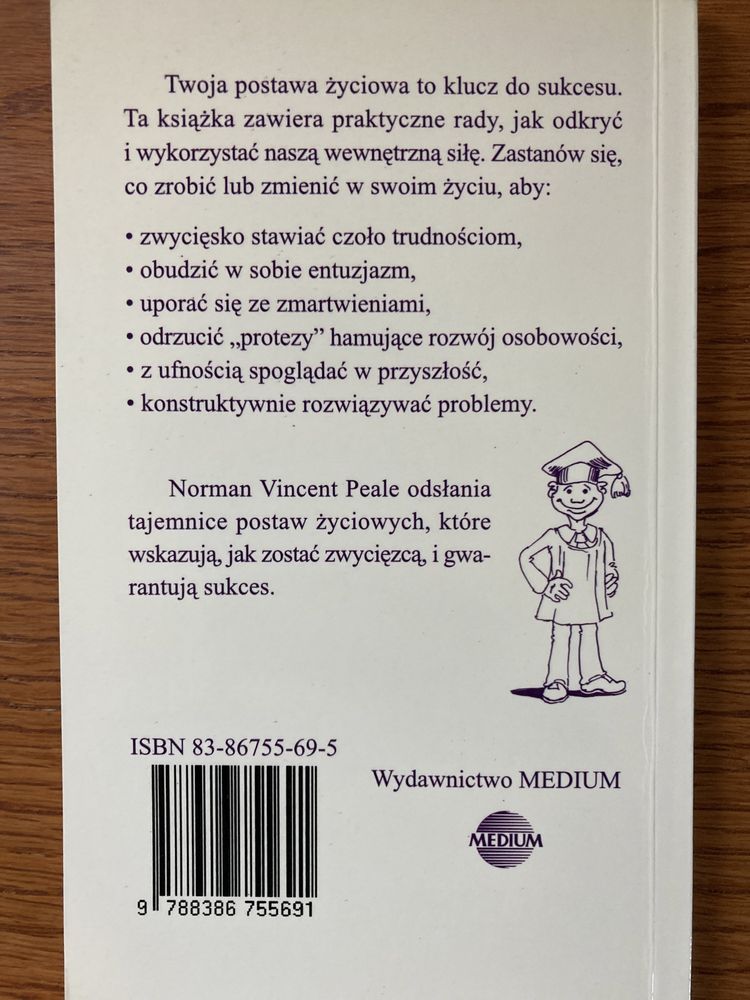 Twoja postawa życiowa to klucz do sukcesu.
Ta książka zawiera praktyczne rady, jak odkryć
i wykorzystać naszą wewnętrzną siłę. Zastanów się,
co zrobić lub zmienić w swoim życiu, aby:
• zwycięsko stawiać czoło trudnościom,
• obudzić w sobie entuzjazm,
• uporać się ze zmartwieniami,
• odrzucić „protezy” hamujące rozwój osobowości,
• z ufnością spoglądać w przyszłość,
• konstruktywnie rozwiązywać problemy.
Norman Vincent Peale odsłania
tajemnice postaw życiowych, które
wskazują, jak zostać zwycięzcą, i gwa-
rantują sukces.
ISBN 83-86755-69-5
Wydawnictwo MEDIUM
MEDIUM
9 788386 755691